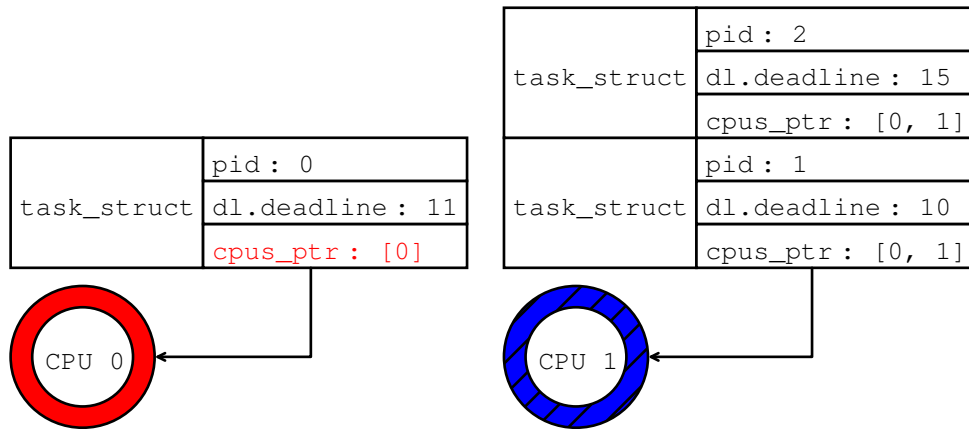 task_struct
pid: 0
dl.deadline: 11
cpus_ptr: [0]
CPU 0
task_struct
pid: 2
dl.deadline: 15
cpus_ptr: [0, 1]
task_struct
pid: 1
dl.deadline: 10
cpus_ptr: [0, 1]
CPU 1